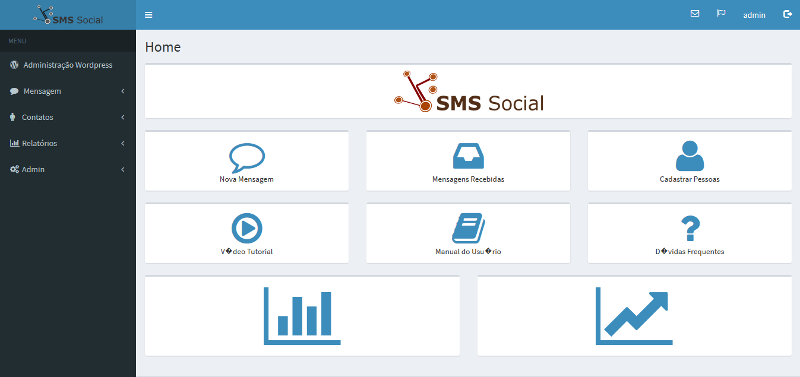 SMS Social
admin
MENU
Administração Wordpress
Mensagem
Contatos
Relatórios
Admin
Home
SMS Social
Nova Mensagem
Mensagens Recebidas
Cadastrar Pessoas
V�deo Tutorial
Manual do Usu�rio
D�vidas Frequentes